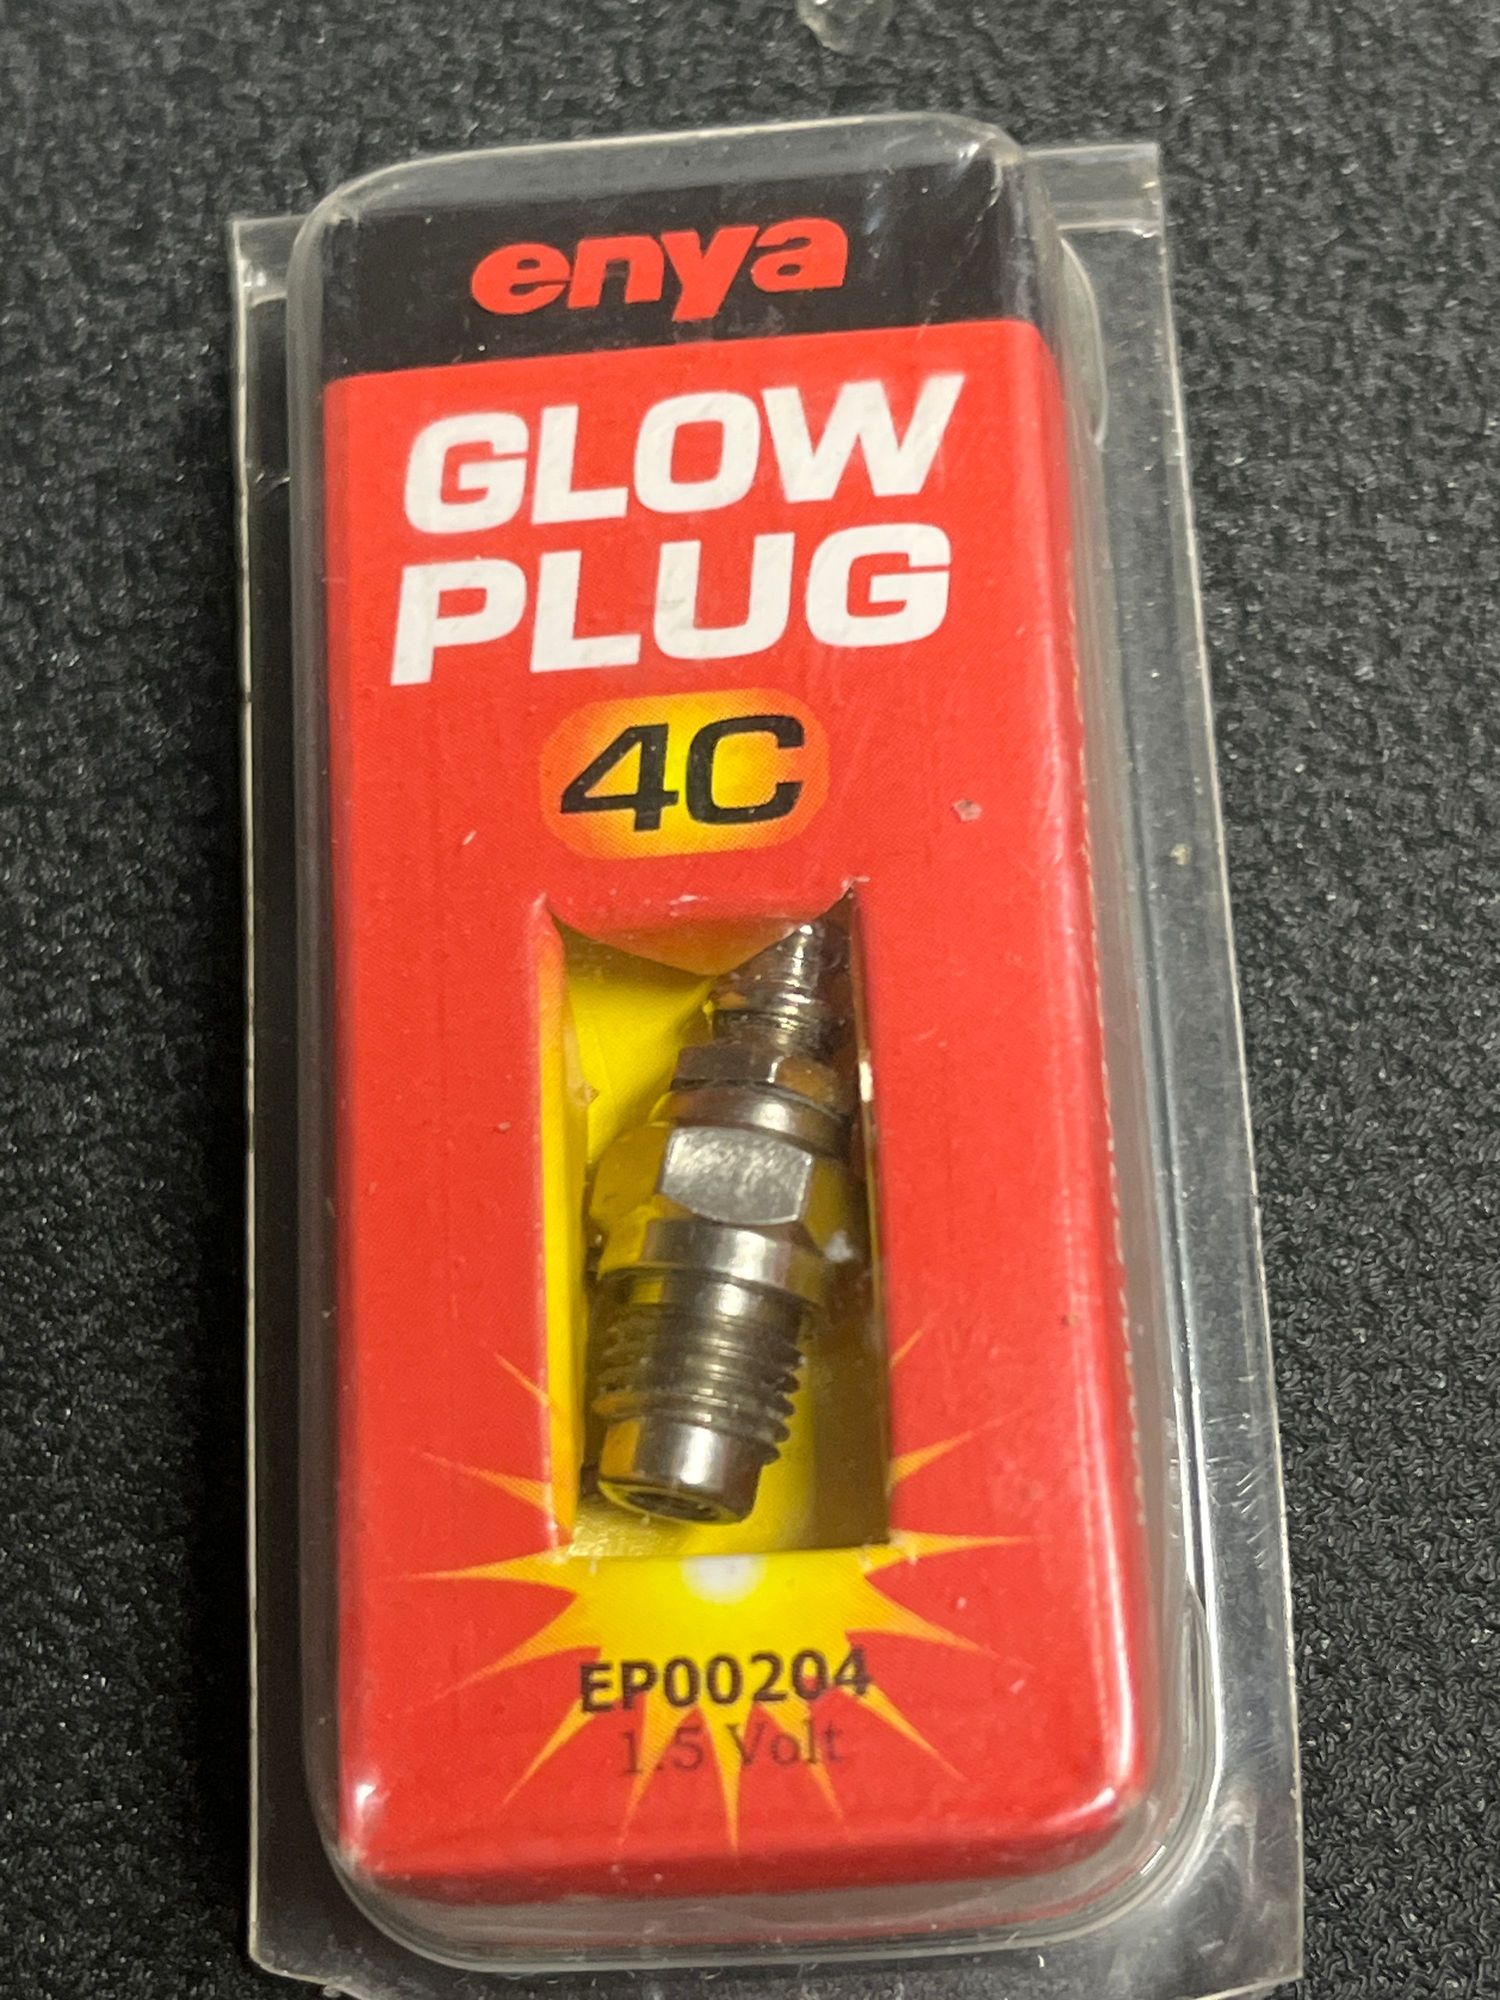 enya
GLOW
PLUG
4C
EP00204
1.5 Volt